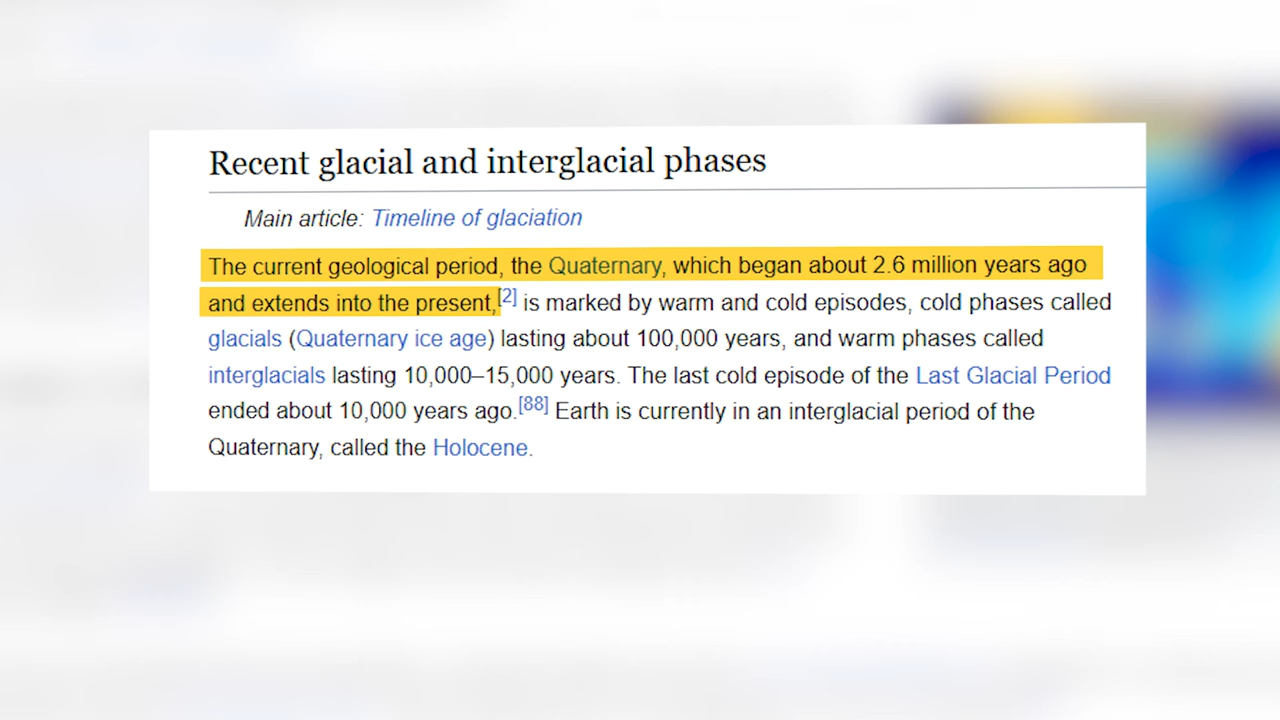 Recent glacial and interglacial phases
Main article: Timeline of glaciation
The current geological period, the Quaternary, which began about 2.6 million years ago
and extends into the present,[2] is marked by warm and cold episodes, cold phases called
glacials (Quaternary ice age) lasting about 100,000 years, and warm phases called
interglacials lasting 10,000–15,000 years. The last cold episode of the Last Glacial Period
ended about 10,000 years ago.[88] Earth is currently in an interglacial period of the
Quaternary, called the Holocene.